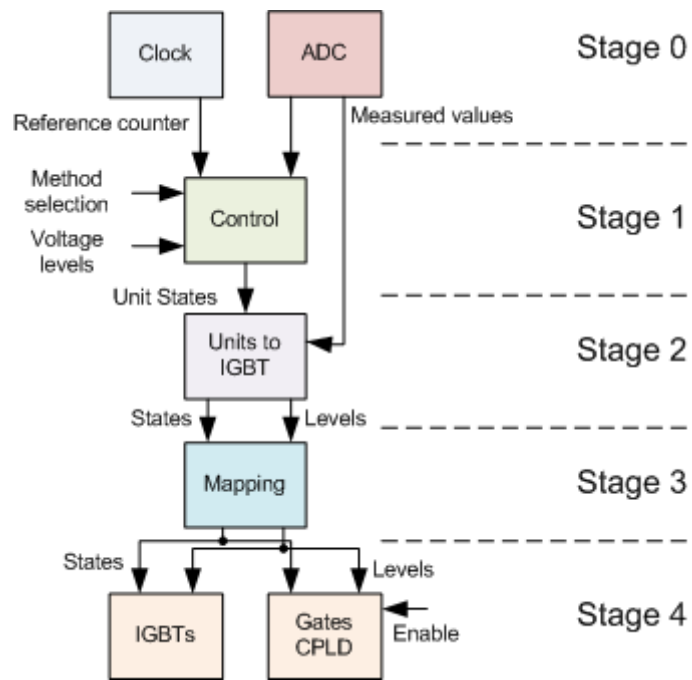 Clock
ADC
Stage 0
Reference counter
Measured values
Method
selection
Control
Stage 1
Voltage
levels
Unit States
Units to
IGBT
Stage 2
States
Levels
Mapping
Stage 3
States
Levels
IGBTs
Gates
CPLD
Enable
Stage 4